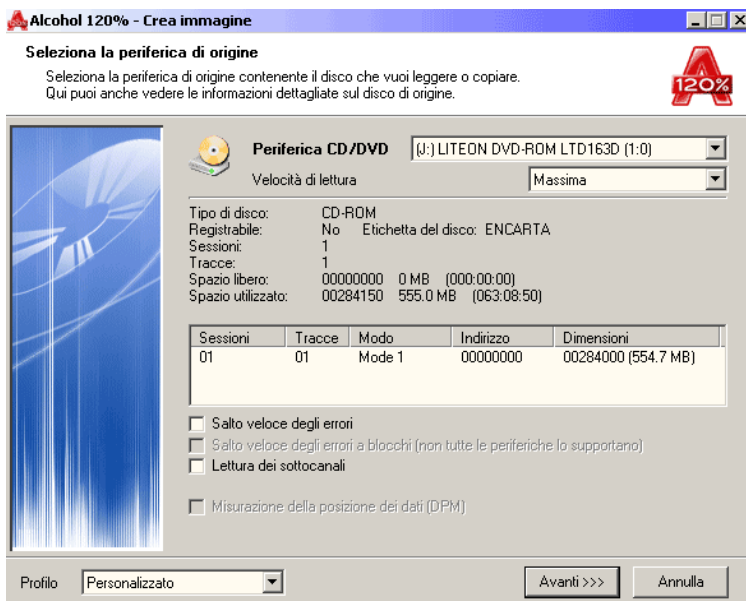 Alcohol 120% - Crea immagine
Seleziona la periferica di origine
Seleziona la periferica di origine contenente il disco che vuoi leggere o copiare.
Qui puoi anche vedere le informazioni dettagliate sul disco di origine.
120%
Periferica CD/DVD (J:) LITEON DVD-ROM LTD163D (1:0)
Velocità di lettura Massima
Tipo di disco: CD-ROM
Registrabile: No Etichetta del disco: ENCARTA
Sessioni: 1
Tracce: 1
Spazio libero: 00000000 0 MB (000:00:00)
Spazio utilizzato: 00284150 555.0 MB (063:08:50)
Sessioni Tracce Modo Indirizzo Dimensioni
01 01 Mode 1 00000000 00284000 (554.7 MB)
Salto veloce degli errori
Salto veloce degli errori a blocchi (non tutte le periferiche lo supportano)
Lettura dei sottocanali
Misurazione della posizione dei dati (DPM)
Profilo Personalizzato Avanti >>> Annulla